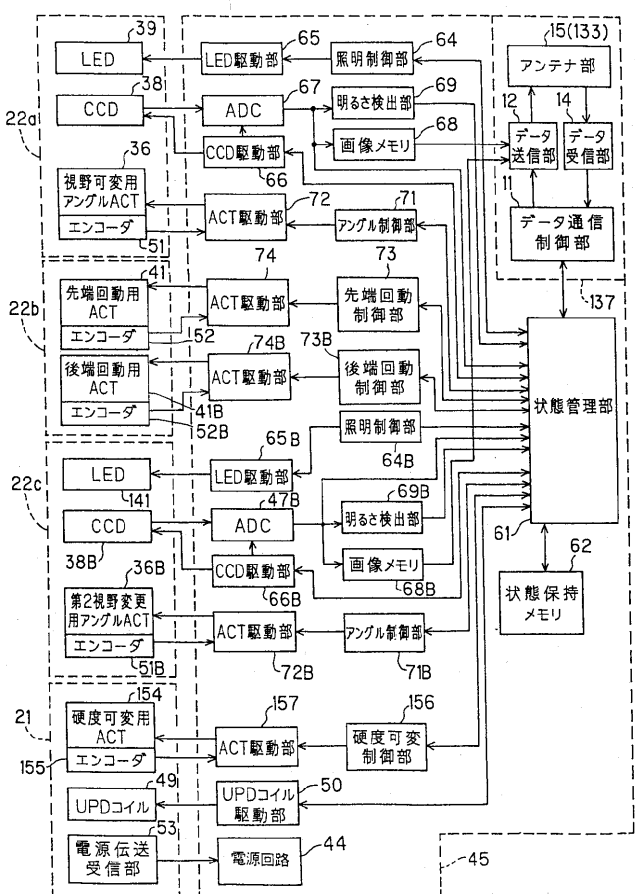 39
LED
65
LED駆動部
64
照明制御部
15(133)
アンテナ部
38
CCD
67
ADC
69
明るさ検出部
12
データ
送信部
14
データ
受信部
22a
68
画像メモリ
66
CCD駆動部
36
視野可変用
アングルACT
エンコーダ
51
72
ACT駆動部
71
アングル制御部
11
データ通信
制御部
137
41
先端回動用
ACT
エンコーダ
52
74
ACT駆動部
73
先端回動
制御部
22b
後端回動用
ACT
エンコーダ
41B
52B
74B
ACT駆動部
73B
後端回動
制御部
状態管理部
61
照明制御部
64B
65B
LED駆動部
LED
141
22c
47B
ADC
69B
明るさ検出部
CCD
38B
CCD駆動部
66B
画像メモリ
68B
62
状態保持
メモリ
36B
第2視野変更
用アングルACT
エンコーダ
51B
ACT駆動部
72B
アングル制御部
71B
21
154
硬度可変用
ACT
エンコーダ
155
157
ACT駆動部
156
硬度可変
制御部
49
UPDコイル
50
UPDコイル
駆動部
53
電源伝送
受信部
44
電源回路
45